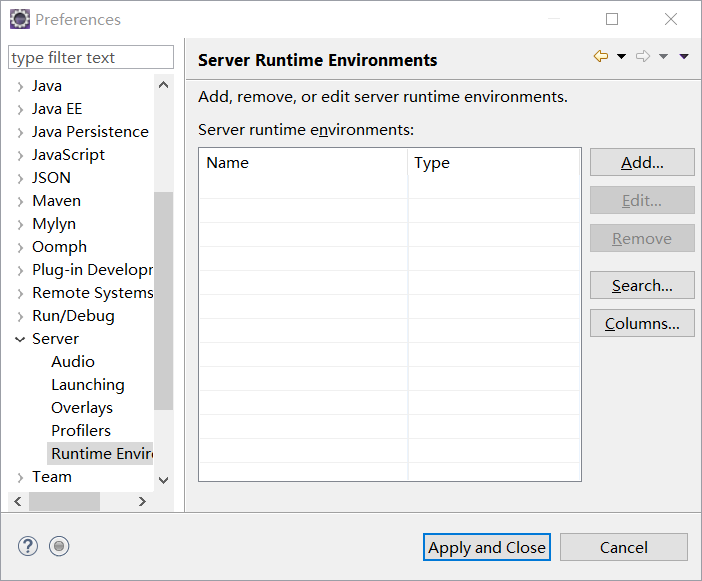 Preferences
type filter text
Java
Java EE
Java Persistence
JavaScript
JSON
Maven
Mylyn
Oomph
Plug-in Developr
Remote Systems
Run/Debug
Server
Audio
Launching
Overlays
Profilers
Runtime Enviro
Team
Server Runtime Environments
Add, remove, or edit server runtime environments.
Server runtime environments:
Name Type
Add...
Edit...
Remove
Search...
Columns...
Apply and Close
Cancel